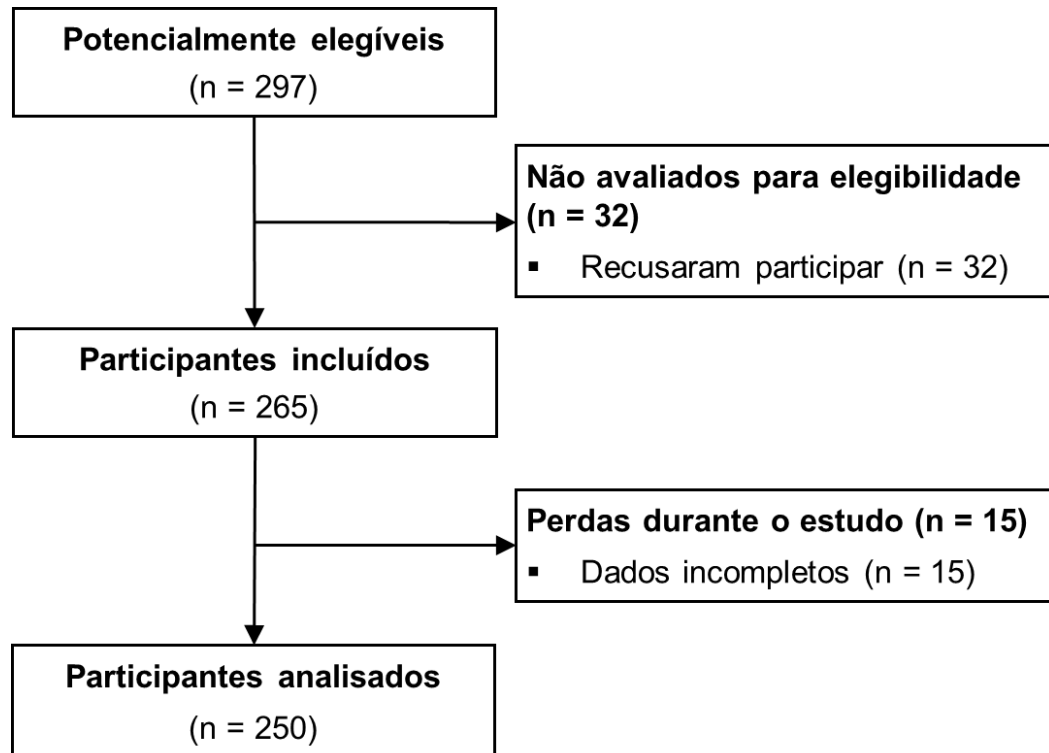 Potencialmente elegíveis
(n = 297)
Não avaliados para elegibilidade
(n = 32)
▪ Recusaram participar (n = 32)
Participantes incluídos
(n = 265)
Perdas durante o estudo (n = 15)
▪ Dados incompletos (n = 15)
Participantes analisados
(n = 250)